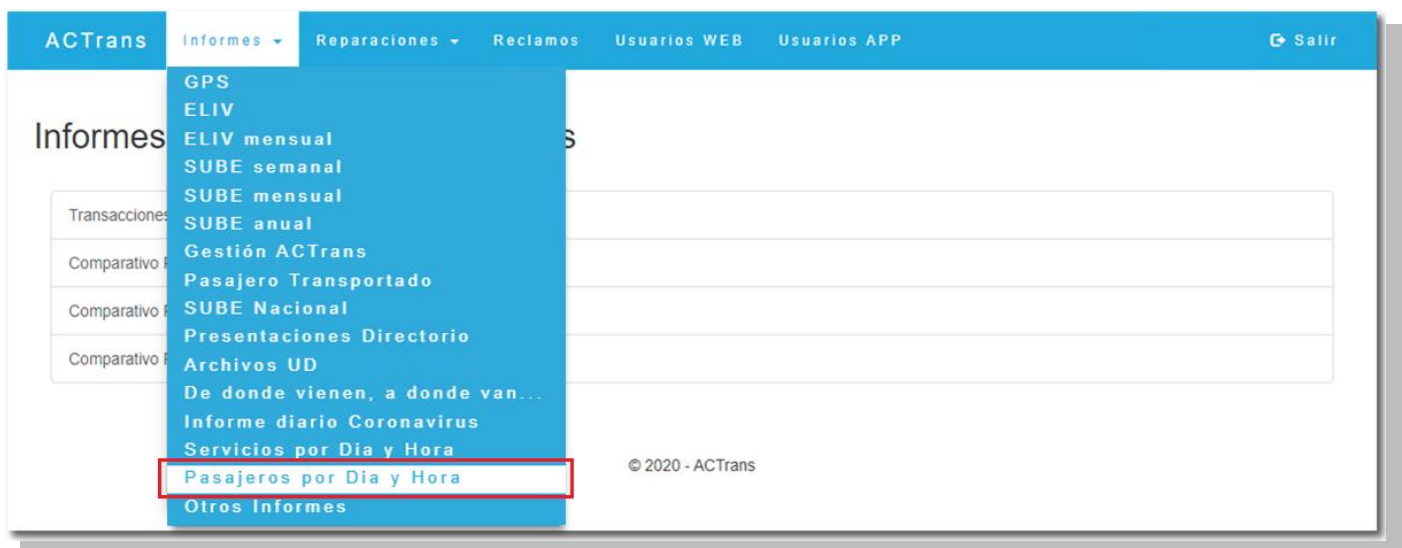 ACTrans Informes Reparaciones Reclamos Usuarios WEB Usuarios APP Salir
GPS
ELIV
Informes s
ELIV mensual
SUBE semanal
SUBE mensual
Transacciones
SUBE anual
Gestión ACTrans
Comparativo
Pasajero Transportado
SUBE Nacional
Comparativo
Presentaciones Directorio
Archivos UD
Comparativo
De donde vienen, a donde van...
Informe diario Coronavirus
Servicios por Dia y Hora
© 2020 - ACTrans
Pasajeros por Dia y Hora
Otros Informes